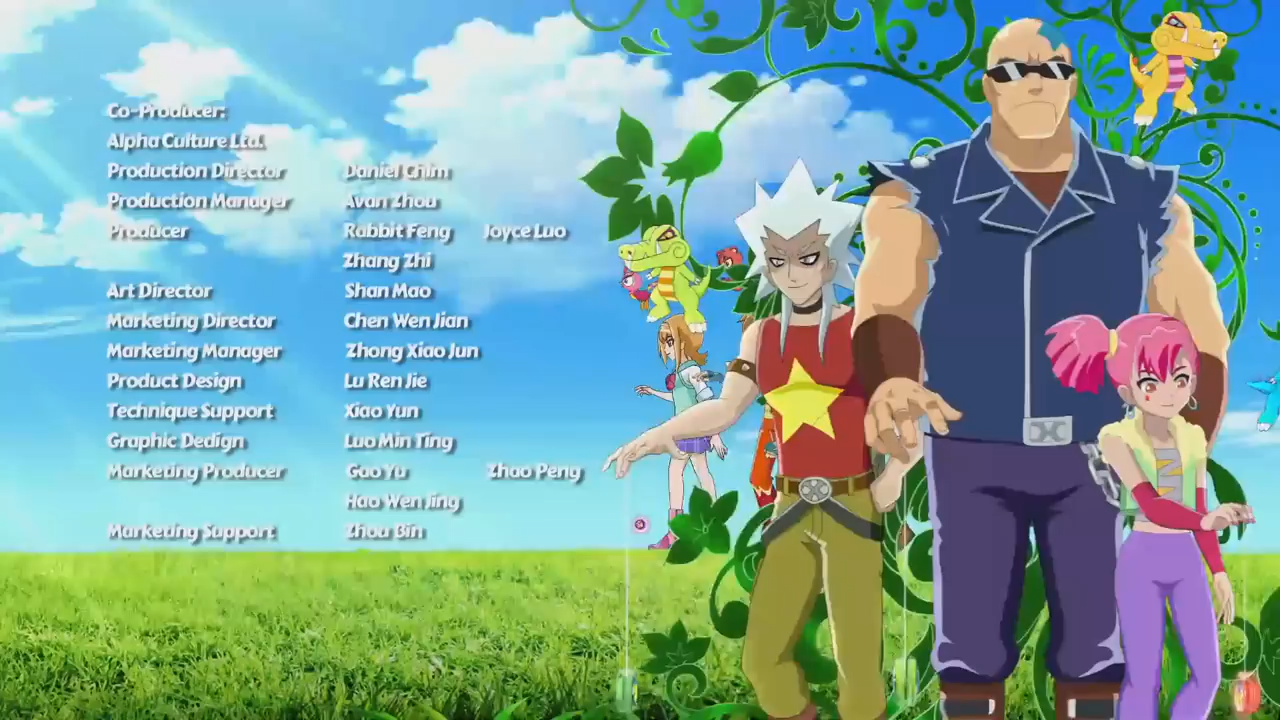 Co-Producer:
Alpha Culture Ltd.
Production Director Daniel Chim
Production Manager Avan Zhou
Producer Rabbit Feng Joyce Luo
Zhang Zhi
Art Director Shan Mao
Marketing Director Chen Wen Jian
Marketing Manager Zhong Xiao Jun
Product Design Lu Ren Jie
Technique Support Xiao Yun
Graphic Dedign Luo Min Ting
Marketing Producer Gao Yu Zhao Peng
Hao Wen Jing
Marketing Support Zhou Bin